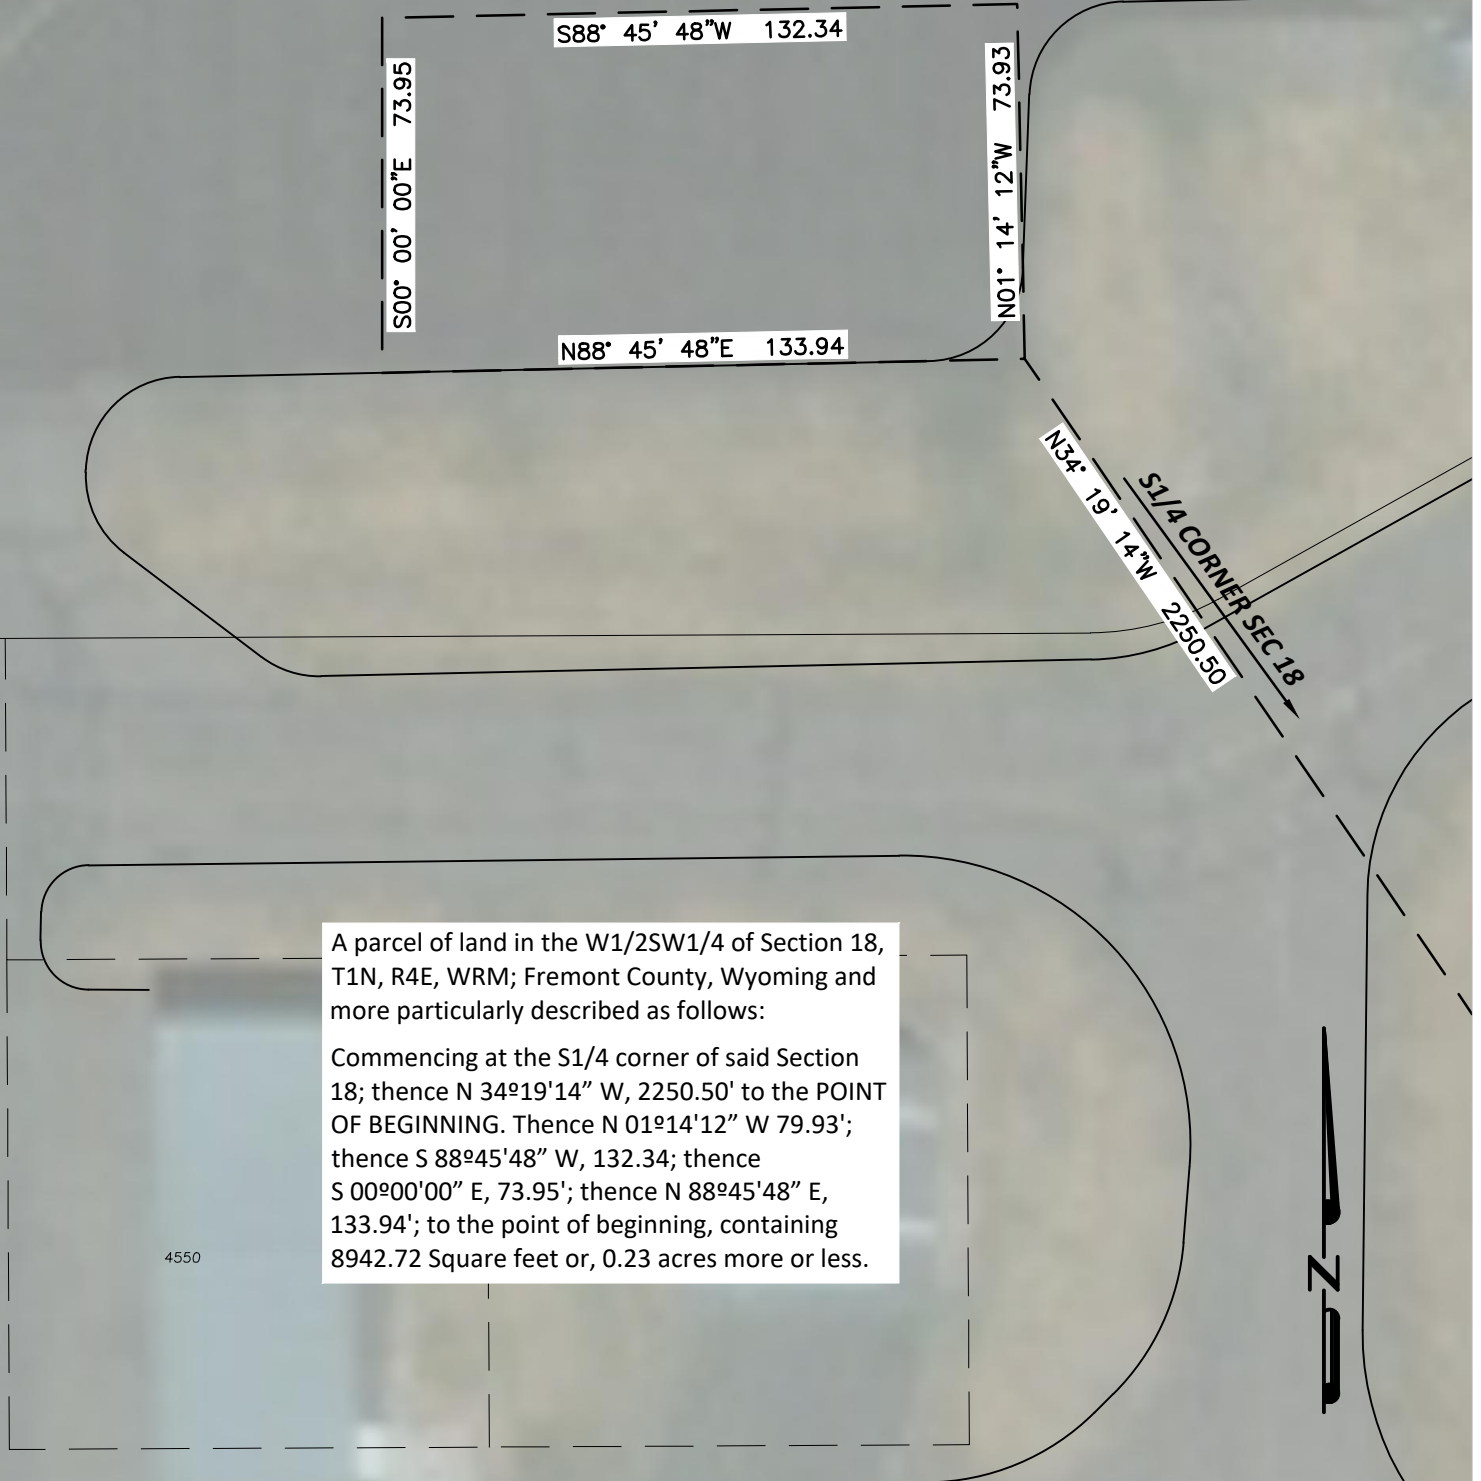 S88° 45' 48"W 132.34
S00° 00' 00"E 73.95
N01° 14' 12"W 73.93
N88° 45' 48"E 133.94
N34° 19' 14"W 2250.50
S1/4 CORNER SEC 18
A parcel of land in the W1/2SW1/4 of Section 18,
T1N, R4E, WRM; Fremont County, Wyoming and
more particularly described as follows:
Commencing at the S1/4 corner of said Section
18; thence N 34º19'14” W, 2250.50' to the POINT
OF BEGINNING. Thence N 01º14'12” W 79.93';
thence S 88º45'48” W, 132.34; thence
S 00º00'00” E, 73.95'; thence N 88º45'48” E,
133.94'; to the point of beginning, containing
8942.72 Square feet or, 0.23 acres more or less.
4550
N